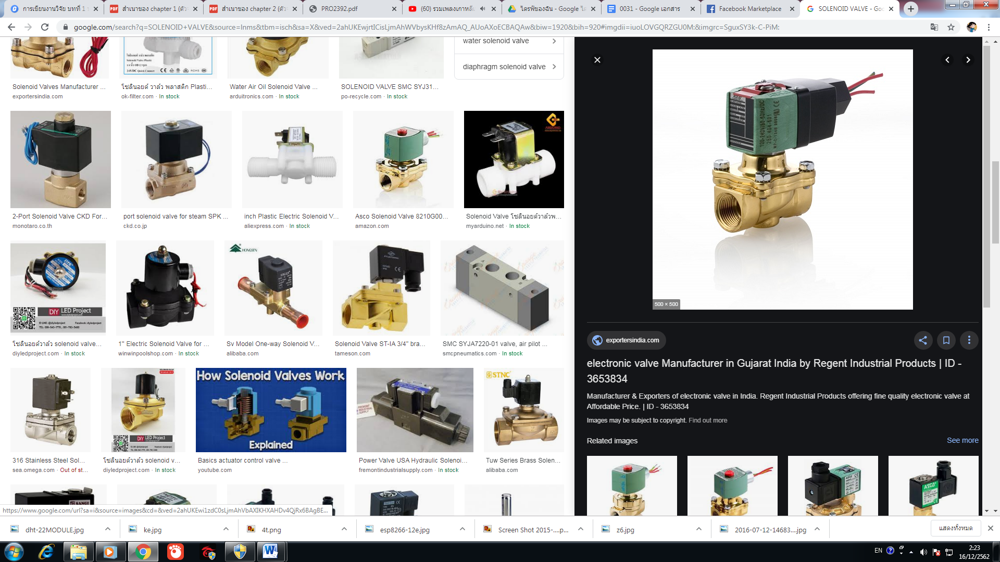 การเขียนงานวิจัย บทที่ 1
สำเนาของ chapter 1 (ตัว
สำเนาของ chapter 2 (ตัว
PRO2392.pdf
(60) รวมเพลงเกาหลี
ไดรฟ์ของฉัน - Google
0031 - Google เอกสาร
Facebook Marketplace
SOLENOID VALVE - Goo
google.com/search?q=SOLENOID+VALVE&source=lnms&tbm=isch&sa=X&ved=2ahUKEwjrtICisLjmAhWVbysKHf8zAmAQ_AUoAXoECBAQAw&biw=1920&bih=920#imgdii=iuoLOVGQRZGU0M:&imgrc=SguxSY3k-C-PiM:
water solenoid valve
diaphragm solenoid valve
Solenoid Valve Plastic
24VDC Quick Connect
Solenoid Valves Manufacturer ...
exportersindia.com
โซลินอยด์ วาล์ว พลาสติก Plasti...
ok-filter.com · In stock
Water Air Oil Solenoid Valve ...
arduitronics.com · In stock
SOLENOID VALVE SMC SYJ31...
po-recycle.com · In stock
2-Port Solenoid Valve CKD For...
monotaro.co.th
port solenoid valve for steam SPK ...
ckd.co.jp
inch Plastic Electric Solenoid V...
aliexpress.com · In stock
Asco Solenoid Valve 8210G00...
amazon.com
Solenoid Valve โซลินอยด์วาล์วพ...
myarduino.net · In stock
HONGSEN
DIY LED Project
โซลินอยด์วาล์ว solenoid valve...
diyledproject.com · In stock
1" Electric Solenoid Valve for ...
winwinpoolshop.com · In stock
Sv Model One-way Solenoid V...
alibaba.com
Solenoid Valve ST-IA 3/4" bra...
tameson.com
SMC SYJA7220-01 valve, air pilot ...
smcpneumatics.com · In stock
How Solenoid Valves Work
Explained
STNC
DIY LED Project
316 Stainless Steel Sol...
sea.omega.com · Out of st...
โซลินอยด์วาล์ว solenoid v...
diyledproject.com · In stock
Basics actuator control valve ...
youtube.com
Power Valve USA Hydraulic Solenoi...
fremontindustrialsupply.com · In stock
Tuw Series Brass Solen...
alibaba.com
SANGI
https://www.google.com/url?sa=i&source=images&cd=&ved=2ahUKEwi1zdC0sLjmAhVbAXIKHXAHDv4QjRx6BAgBE...
ASCO
100-240V/50-60Hz/DC
500 × 500
exportersindia.com
electronic valve Manufacturer in Gujarat India by Regent Industrial Products | ID -
3653834
Manufacturer & Exporters of electronic valve in India. Regent Industrial Products offering fine quality electronic valve at
Affordable Price. | ID - 3653834
Images may be subject to copyright. Find out more
Related images
See more
ASCO
dht-22MODULE.jpg
ke.jpg
4t.png
esp8266-12e.jpg
Screen Shot 2015-....p...
z6.jpg
2016-07-12-14683....jpg
แสดงทั้งหมด
EN
2:23
16/12/2562